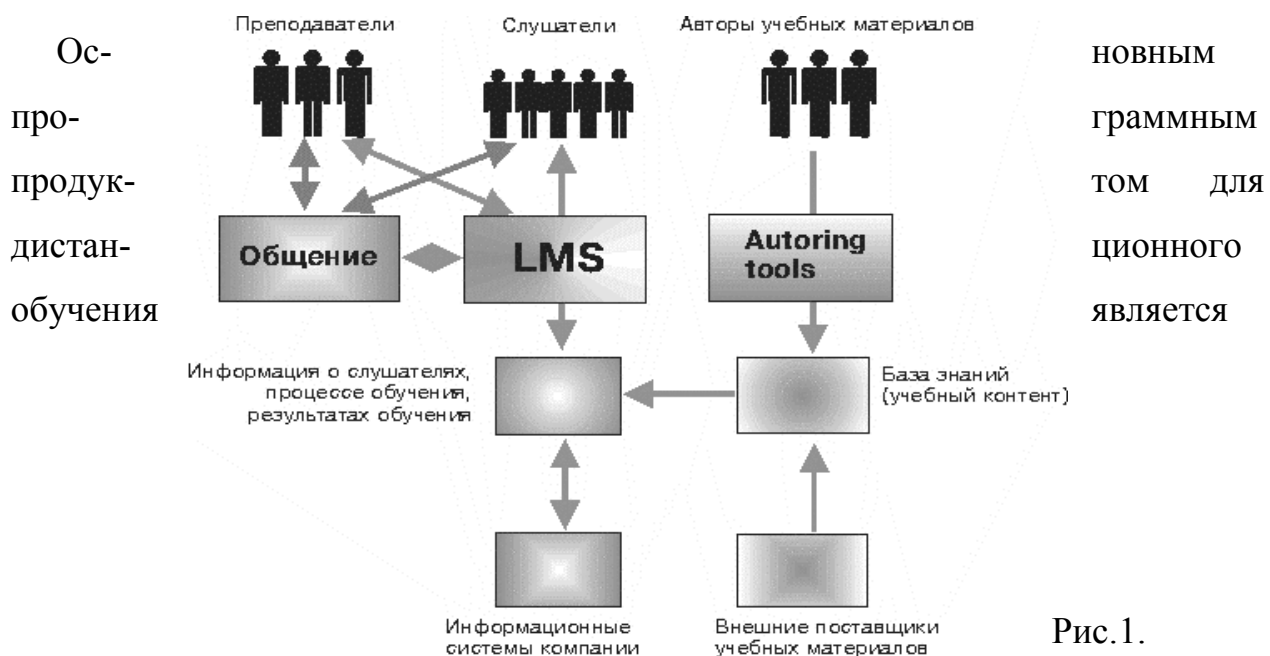 Преподаватели
Слушатели
Авторы учебных материалов
Ос- новным
про- граммным
продук- том для
дистан- ционного
обучения является
Общение
LMS
Autoring
tools
Информация о слушателях,
процессе обучения,
результатах обучения
База знаний
(учебный контент)
Информационные
системы компании
Внешние поставщики
учебных материалов
Рис.1.